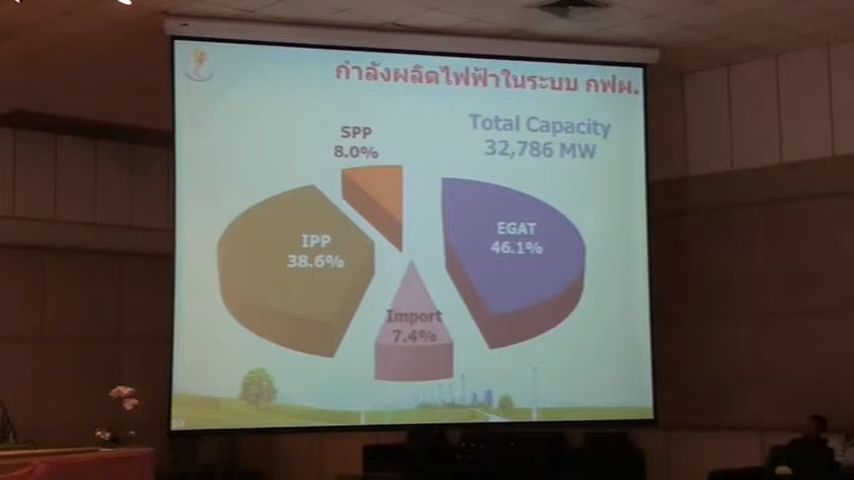 กำลังผลิตไฟฟ้าในระบบ กฟผ.
Total Capacity
32,786 MW
SPP
8.0%
IPP
38.6%
EGAT
46.1%
Import
7.4%